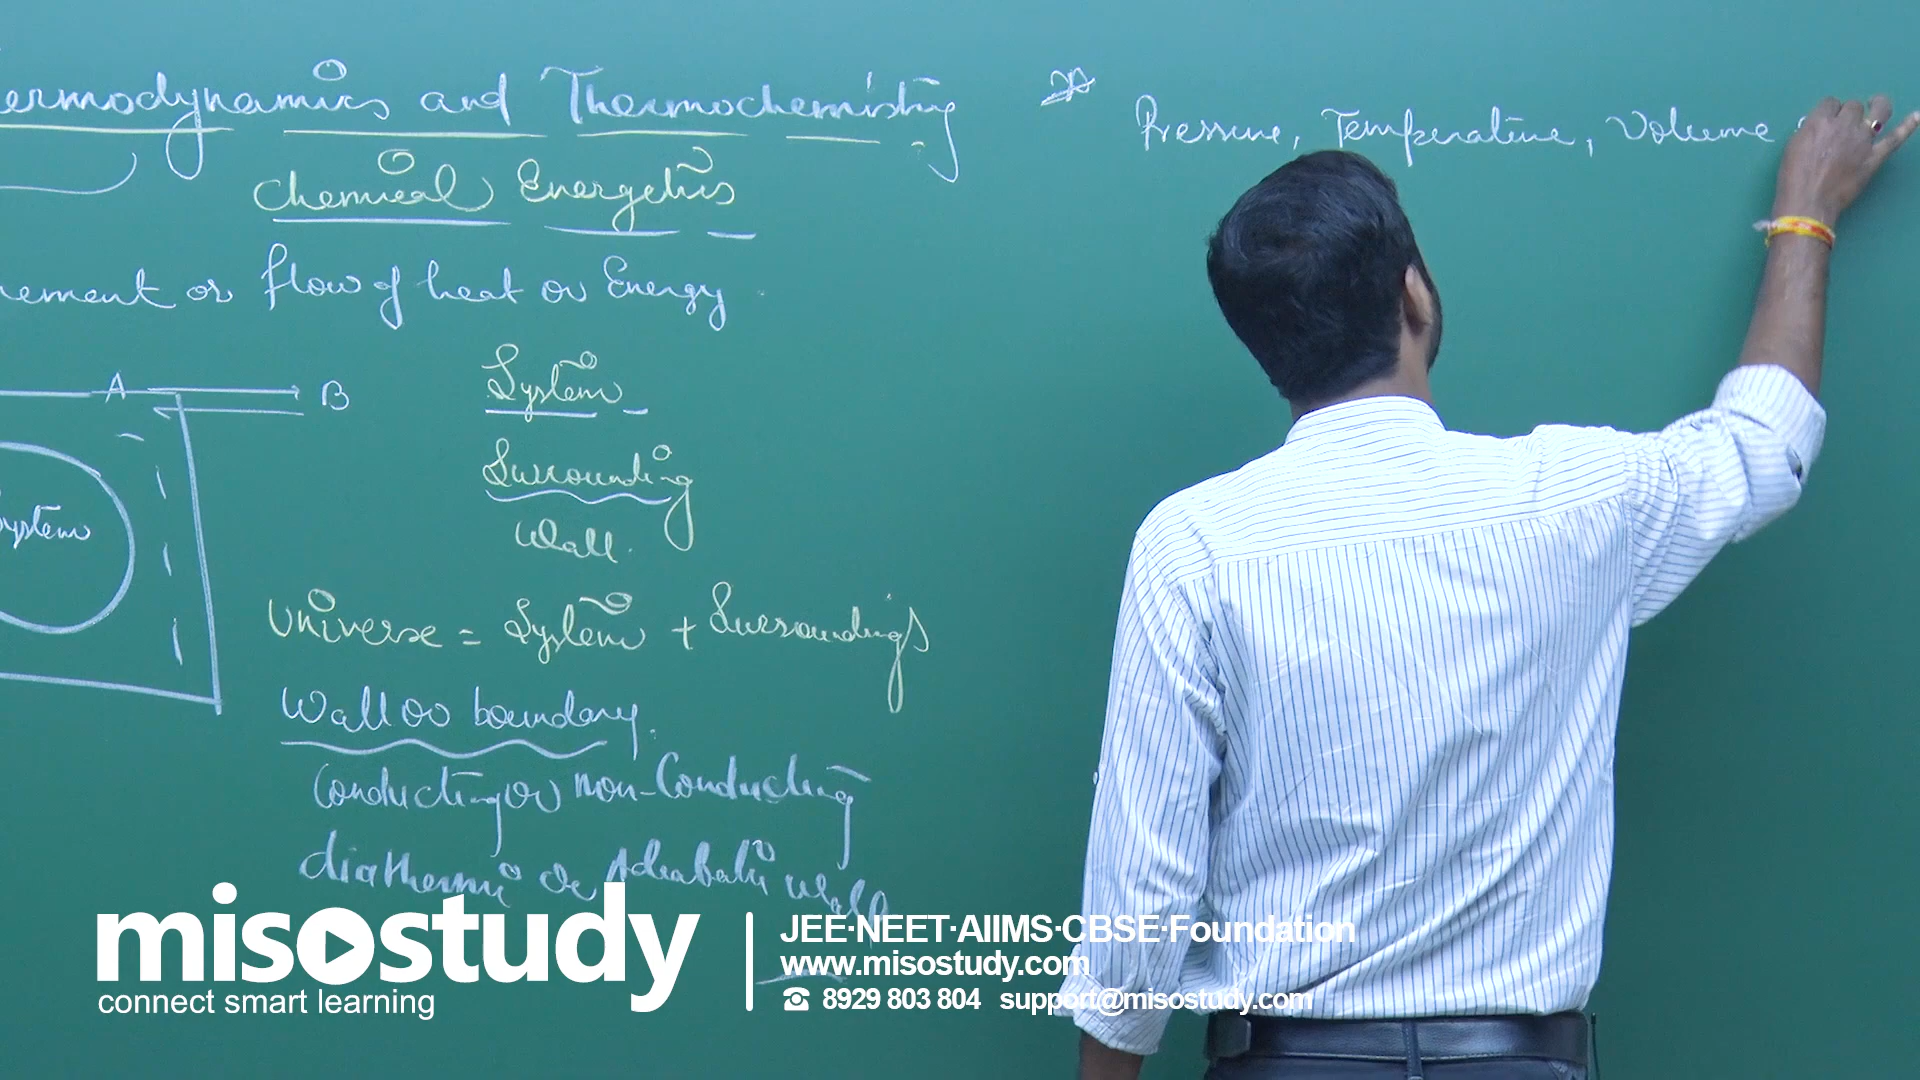 ermodynamics and Thermochemistry
Chemical Energetics
ement or flow of heat or Energy.
A B
System
Surrounding
Wall.
ystem
Universe = System + Surroundings
Wall or boundary.
Conducting or non-Conducting
diathermic or Adiabatic Wall
Pressure, Temperature, Volume
misostudy
connect smart learning
JEE·NEET·AIIMS·CBSE·Foundation
www.misostudy.com
8929 803 804 support@misostudy.com